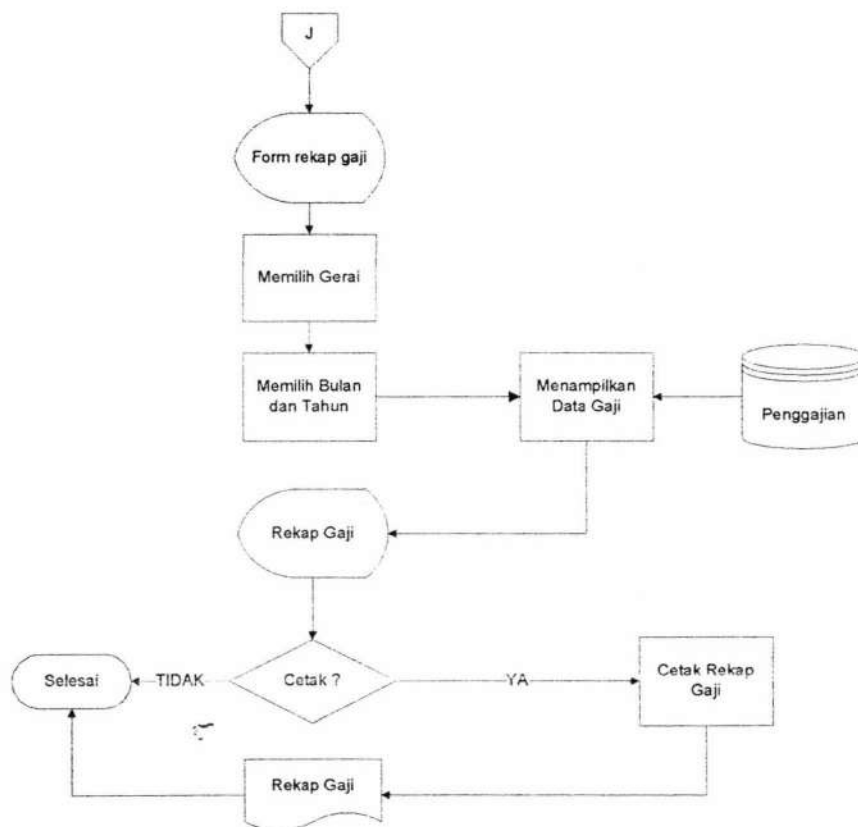 J
Form rekap gaji
Memilih Gerai
Memilih Bulan
dan Tahun
Menampilkan
Data Gaji
Penggajian
Rekap Gaji
Selesai
TIDAK
Cetak ?
YA
Cetak Rekap
Gaji
Rekap Gaji